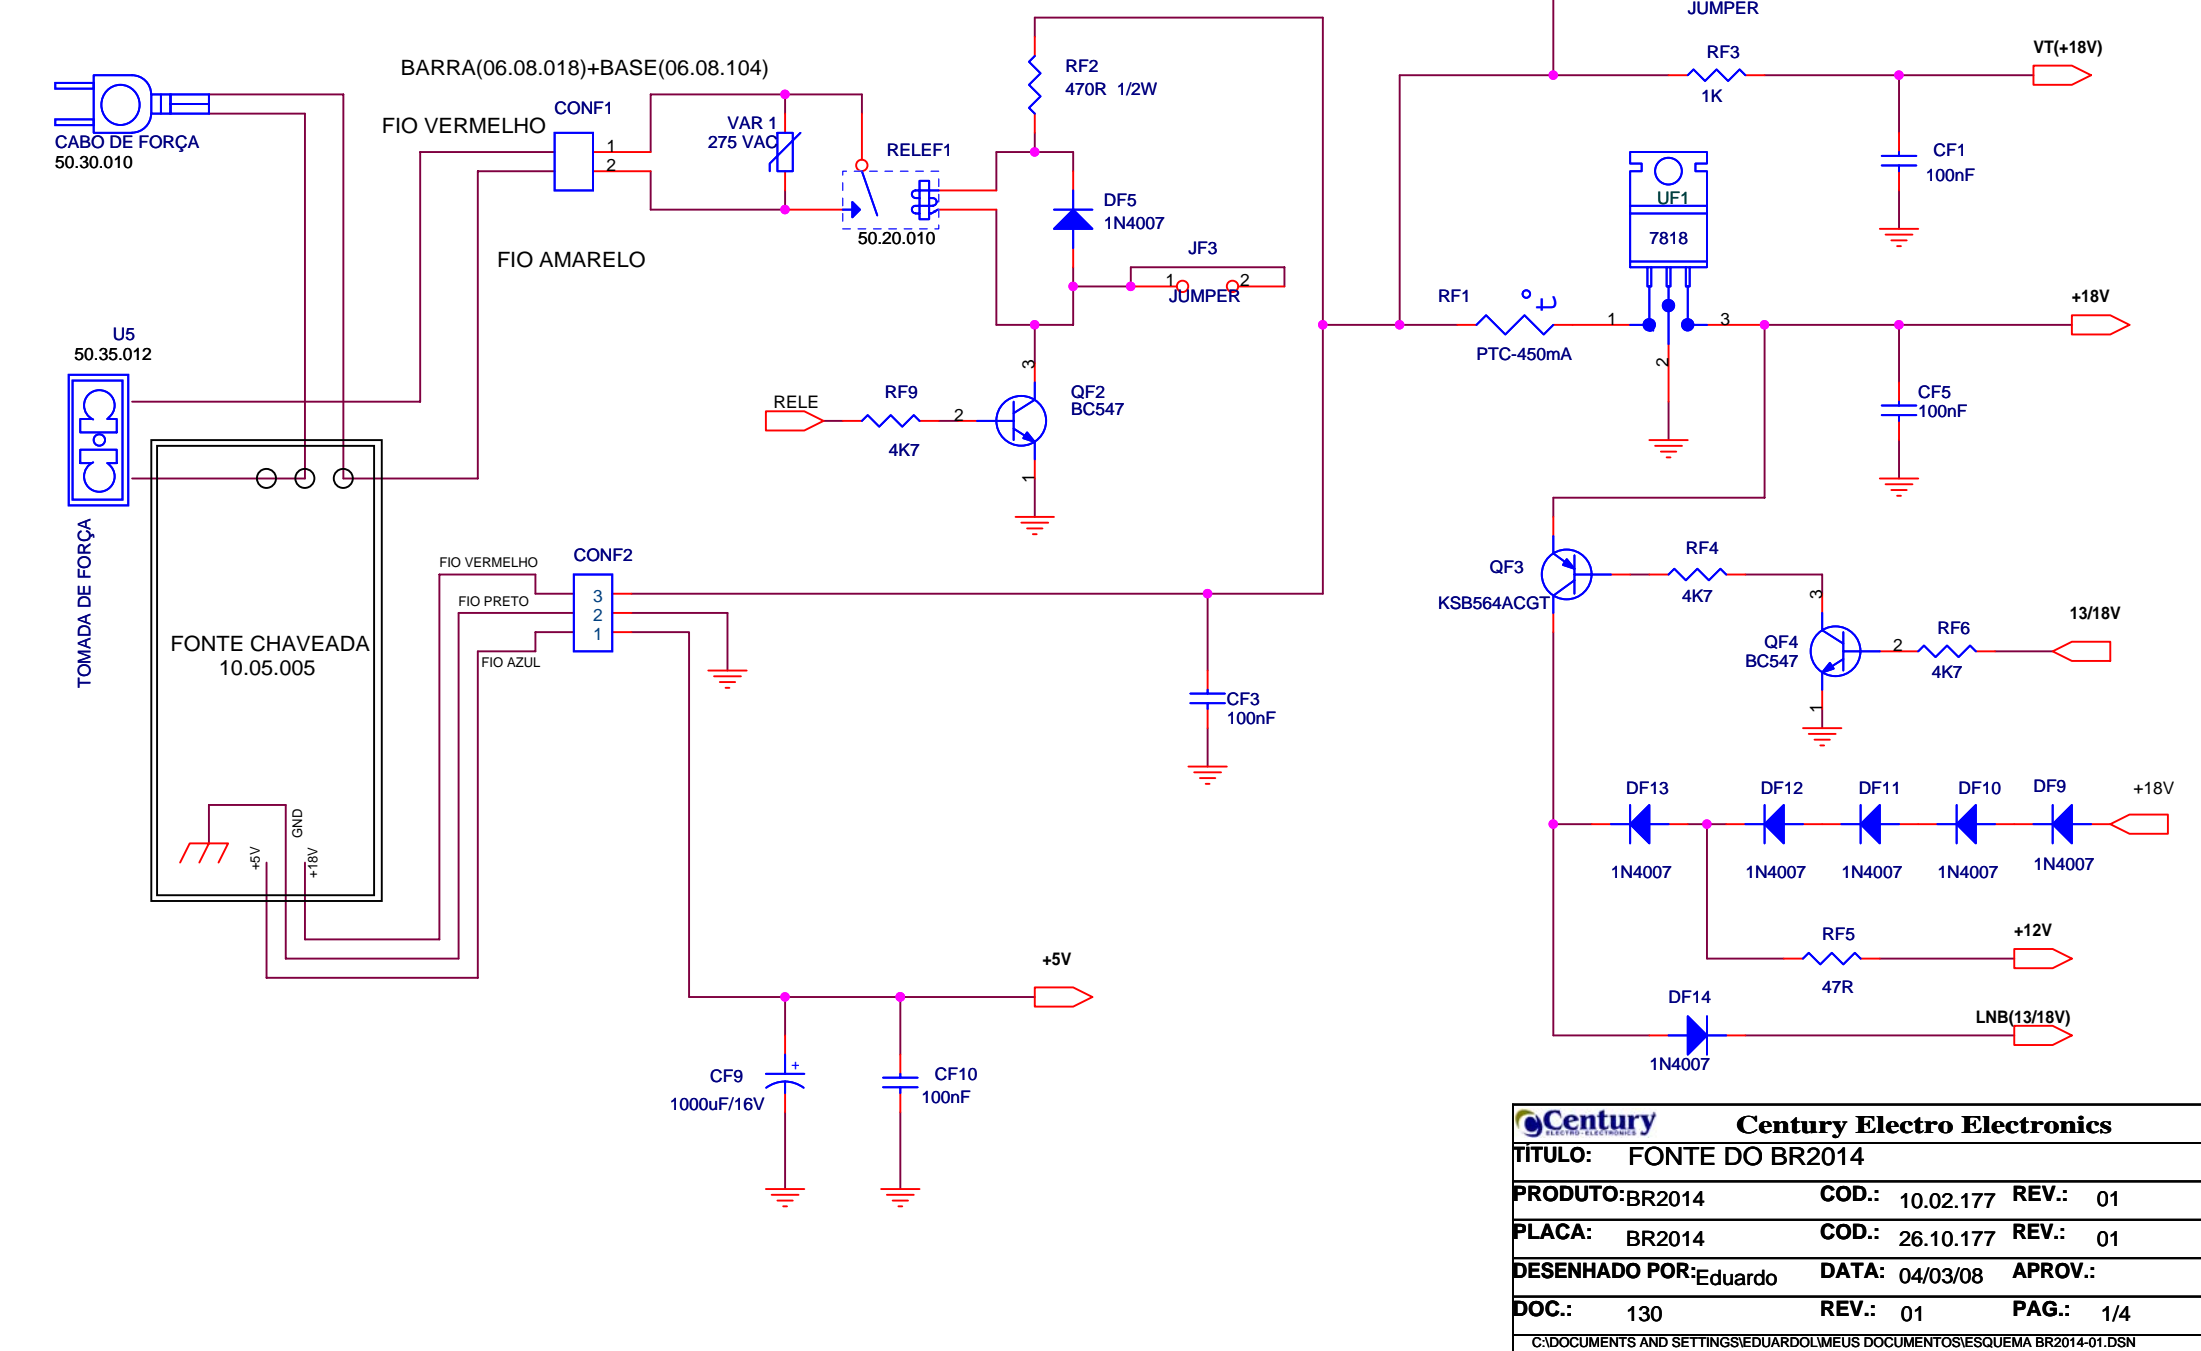 JUMPER
RF3
1K
VT(+18V)
CF1
100nF
BARRA(06.08.018)+BASE(06.08.104)
CABO DE FORÇA
50.30.010
FIO VERMELHO
CONF1
1
2
VAR 1
275 VAC
RELEF1
50.20.010
FIO AMARELO
RF2
470R 1/2W
DF5
1N4007
JF3
1
2
JUMPER
UF1
7818
RF1
t
PTC-450mA
1
2
3
+18V
CF5
100nF
U5
50.35.012
TOMADA DE FORÇA
RELE
RF9
4K7
2
3
1
QF2
BC547
FONTE CHAVEADA
10.05.005
+5V
GND
+18V
FIO VERMELHO
FIO PRETO
FIO AZUL
CONF2
3
2
1
CF3
100nF
QF3
KSB564ACGT
RF4
4K7
3
QF4
BC547
2
1
RF6
4K7
13/18V
DF13
1N4007
DF12
1N4007
DF11
1N4007
DF10
1N4007
DF9
1N4007
+18V
RF5
47R
+12V
DF14
1N4007
LNB(13/18V)
+5V
CF9
1000uF/16V
+
CF10
100nF
Century
ELECTRO-ELECTRONICS
Century Electro Electronics
TÍTULO: FONTE DO BR2014
PRODUTO: BR2014 COD.: 10.02.177 REV.: 01
PLACA: BR2014 COD.: 26.10.177 REV.: 01
DESENHADO POR: Eduardo DATA: 04/03/08 APROV.:
DOC.: 130 REV.: 01 PAG.: 1/4
C:\DOCUMENTS AND SETTINGS\EDUARDOL\MEUS DOCUMENTOS\ESQUEMA BR2014-01.DSN